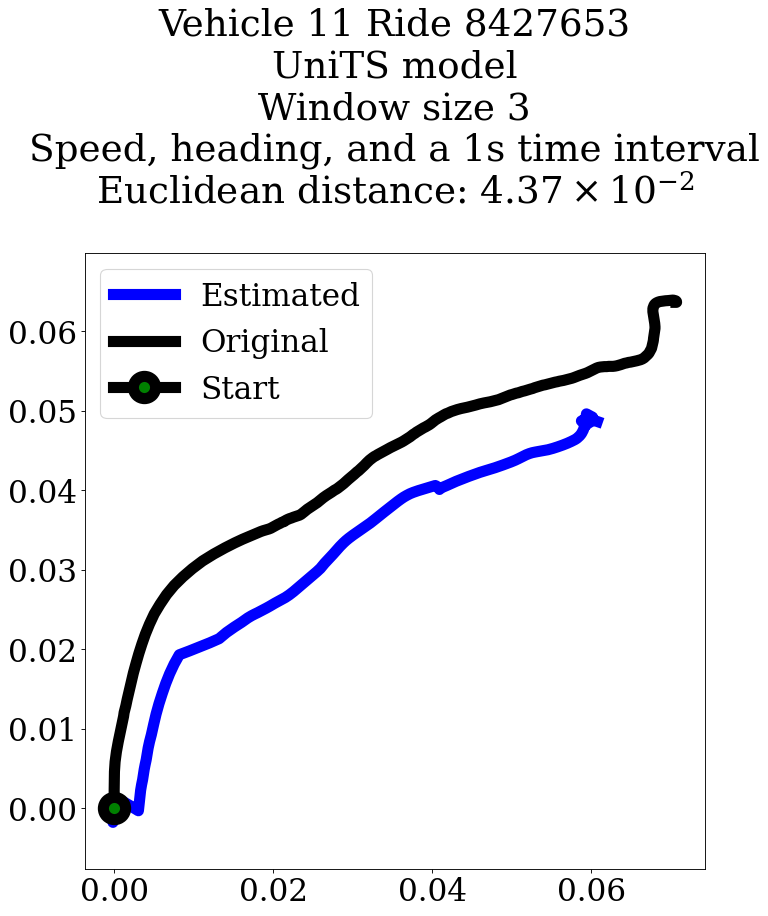 Vehicle 11 Ride 8427653
UniTS model
Window size 3
Speed, heading, and a 1s time interval
Euclidean distance: 4.37 × 10⁻²
Estimated
Original
Start
0.06
0.05
0.04
0.03
0.02
0.01
0.00
0.00 0.02 0.04 0.06